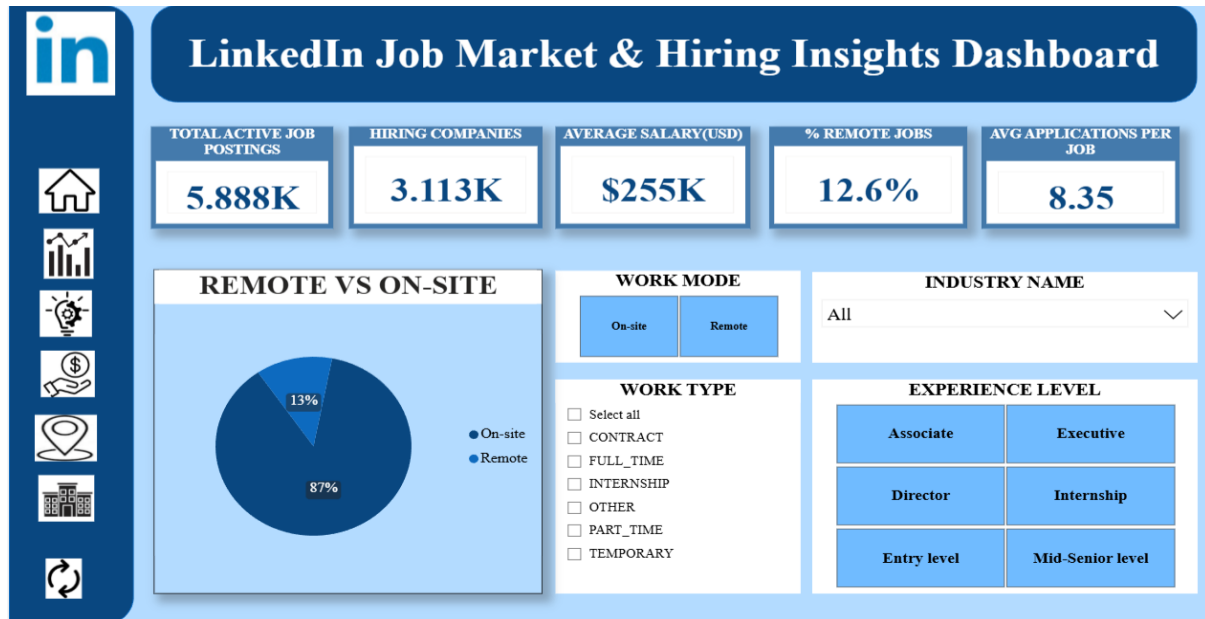 in
LinkedIn Job Market & Hiring Insights Dashboard
TOTAL ACTIVE JOB
POSTINGS
5.888K
HIRING COMPANIES
3.113K
AVERAGE SALARY(USD)
$255K
% REMOTE JOBS
12.6%
AVG APPLICATIONS PER
JOB
8.35
$
REMOTE VS ON-SITE
13%
87%
On-site
Remote
WORK MODE
On-site
Remote
INDUSTRY NAME
All
WORK TYPE
Select all
CONTRACT
FULL_TIME
INTERNSHIP
OTHER
PART_TIME
TEMPORARY
EXPERIENCE LEVEL
Associate
Executive
Director
Internship
Entry level
Mid-Senior level